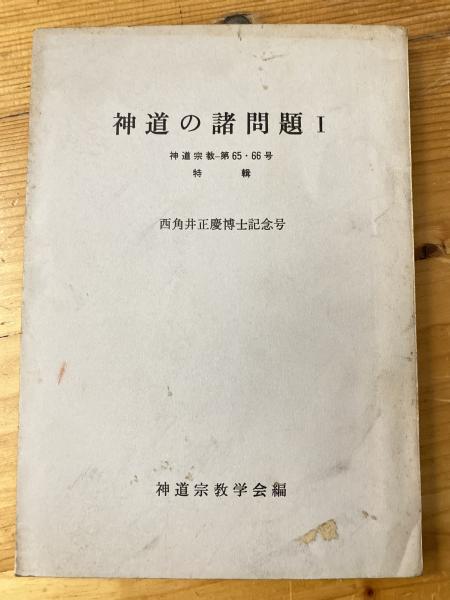 神道の諸問題 I
神道宗教−第65・66号
特輯
西角井正慶博士記念号
神道宗教学会編